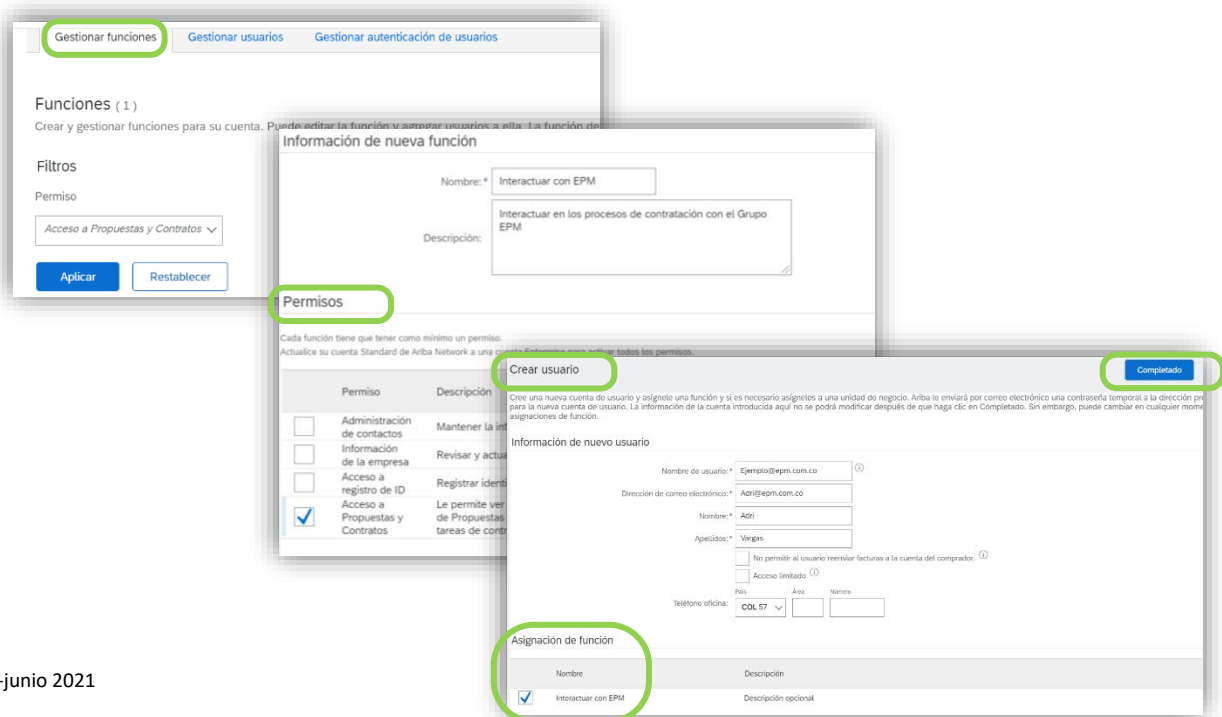 Gestionar funciones Gestionar usuarios Gestionar autenticación de usuarios
Funciones (1)
Crear y gestionar funciones para su cuenta. Puede editar la función y agregar usuarios a ella. La función de
Filtros
Permiso
Acceso a Propuestas y Contratos
Aplicar Restablecer
Información de nueva función
Nombre:* Interactuar con EPM
Descripción: Interactuar en los procesos de contratación con el Grupo
EPM
Permisos
Cada función tiene que tener como mínimo un permiso.
Actualice su cuenta Standard de Ariba Network a una cuenta Enterprise para activar todos los permisos.
Permiso Descripción
Administración
de contactos
Mantener la inf
Información
de la empresa
Revisar y actua
Acceso a
registro de ID
Registrar identi
Acceso a
Propuestas y
Contratos
Le permite ver
de Propuestas
tareas de contr
Crear usuario Completado
Cree una nueva cuenta de usuario y asígnele una función y si es necesario asígnelos a una unidad de negocio. Ariba le enviará por correo electrónico una contraseña temporal a la dirección pr
para la nueva cuenta de usuario. La información de la cuenta introducida aquí no se podrá modificar después de que haga clic en Completado. Sin embargo, puede cambiar en cualquier mome
asignaciones de función.
Información de nuevo usuario
Nombre de usuario:* Ejemplo@epm.com.co
Dirección de correo electrónico:* Adri@epm.com.co
Nombre:* Adri
Apellidos:* Vargas
No permitir al usuario reenviar facturas a la cuenta del comprador.
Acceso limitado
País Área Número
Teléfono oficina: COL 57
Asignación de función
Nombre Descripción
Interactuar con EPM Descripción opcional
-junio 2021